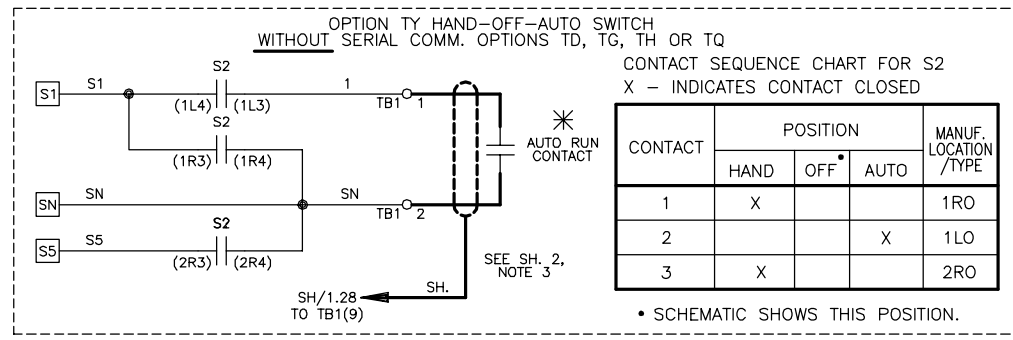 OPTION TY HAND-OFF-AUTO SWITCH
WITHOUT SERIAL COMM. OPTIONS TD, TG, TH OR TQ
S1
S1
S2
(1L4)
(1L3)
1
TB1
1
S2
(1R3)
(1R4)
AUTO RUN
CONTACT
SN
SN
SN
TB1
2
S5
S5
S2
(2R3)
(2R4)
SEE SH. 2,
NOTE 3
SH.
SH/1.28
TO TB1(9)
CONTACT SEQUENCE CHART FOR S2
X - INDICATES CONTACT CLOSED
CONTACT
POSITION
MANUF.
LOCATION
/TYPE
HAND
OFF•
AUTO
1
X
1RO
2
X
1LO
3
X
2RO
• SCHEMATIC SHOWS THIS POSITION.